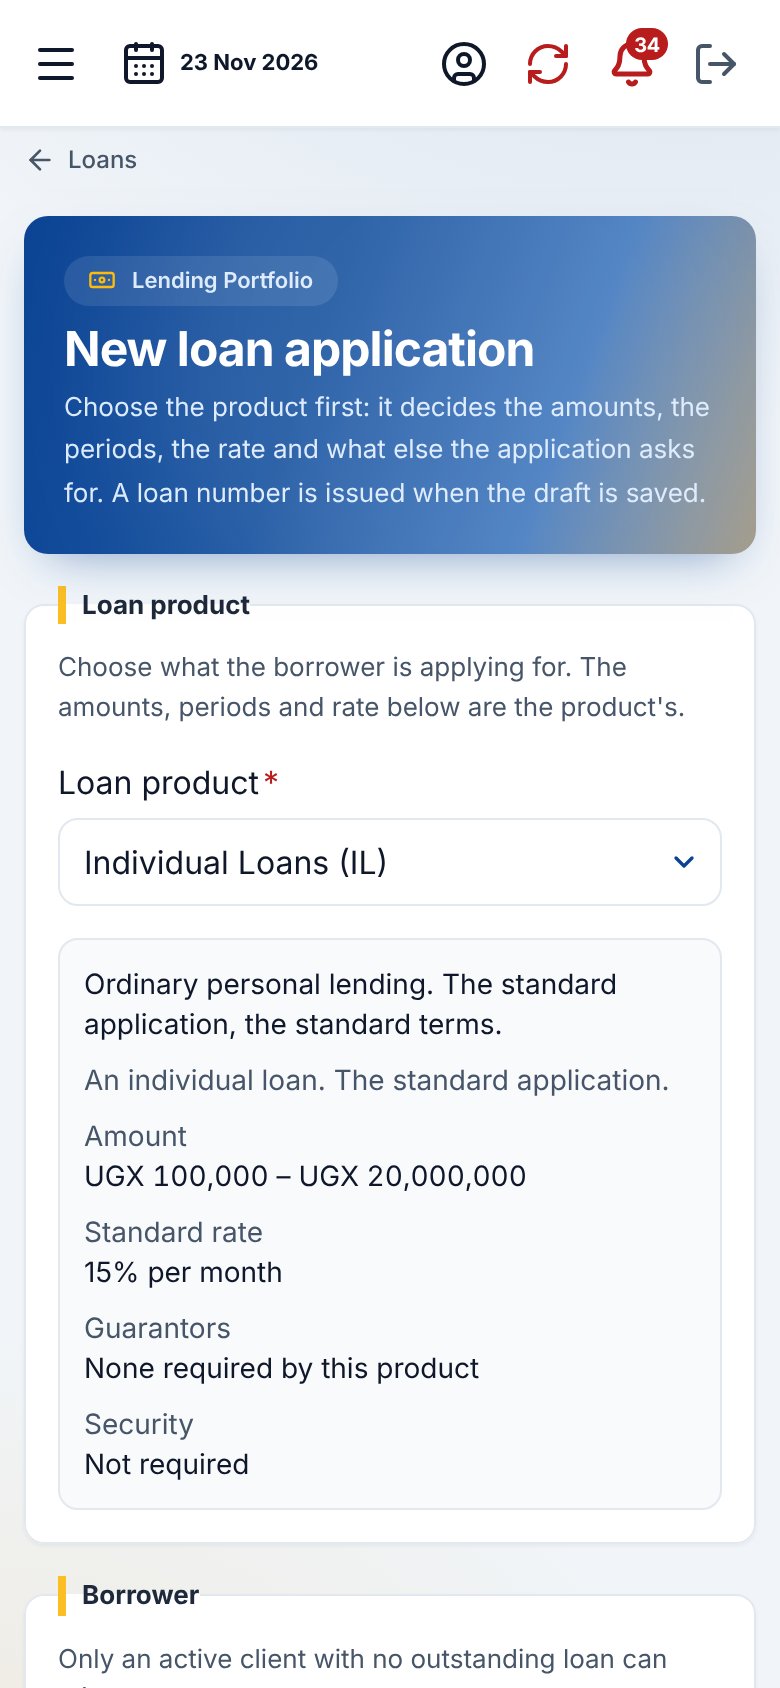 23 Nov 2026
34
Loans
Lending Portfolio
New loan application
Choose the product first: it decides the amounts, the
periods, the rate and what else the application asks
for. A loan number is issued when the draft is saved.
Loan product
Choose what the borrower is applying for. The
amounts, periods and rate below are the product's.
Loan product*
Individual Loans (IL)
Ordinary personal lending. The standard
application, the standard terms.
An individual loan. The standard application.
Amount
UGX 100,000 – UGX 20,000,000
Standard rate
15% per month
Guarantors
None required by this product
Security
Not required
Borrower
Only an active client with no outstanding loan can